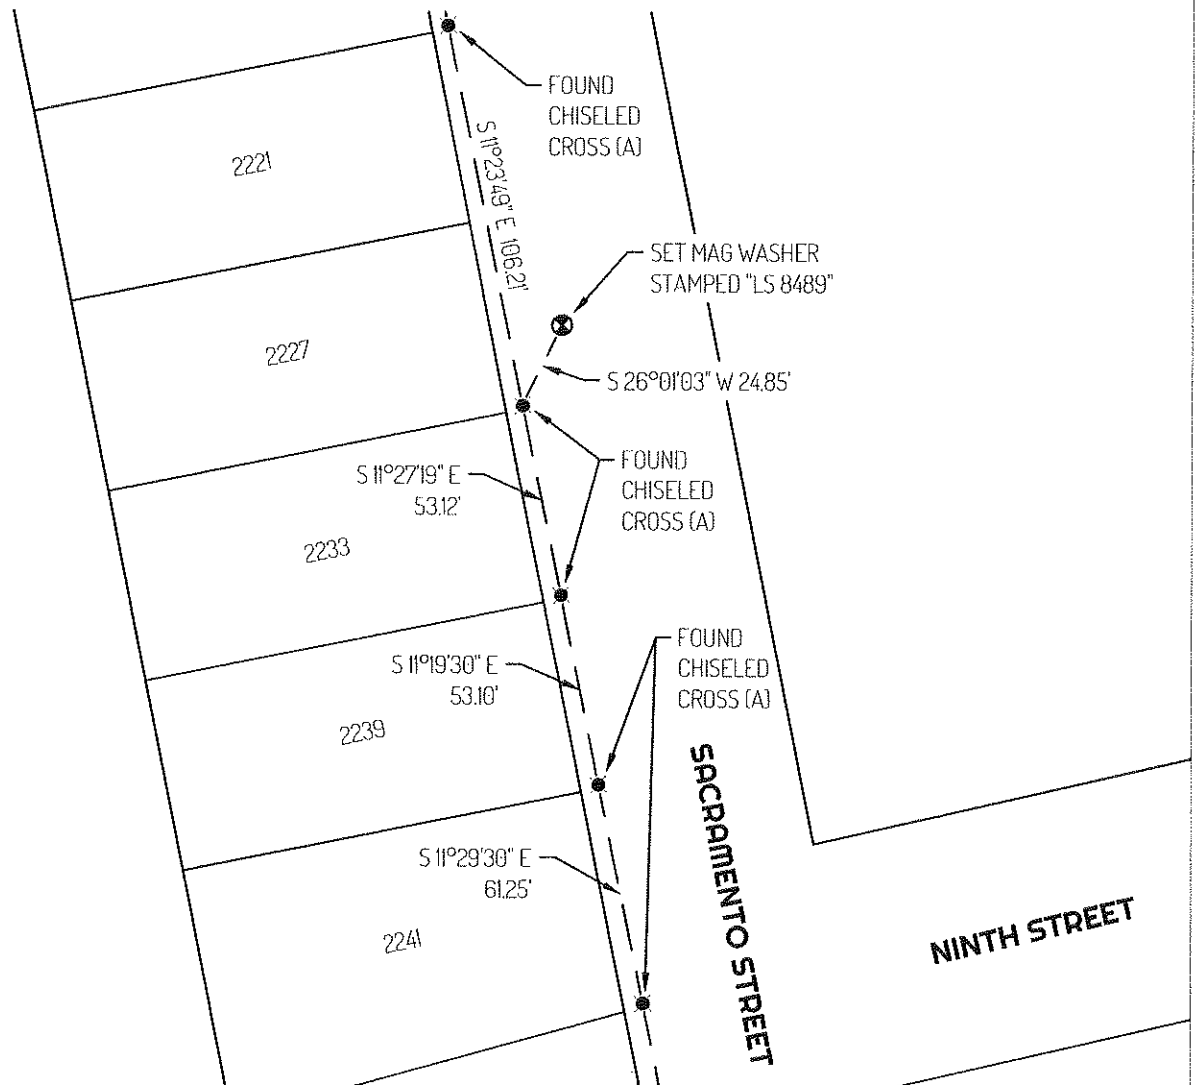 FOUND
CHISELED
CROSS (A)
2221
S 11°23'49" E 106.21'
SET MAG WASHER
STAMPED "LS 8489"
2227
S 26°01'03" W 24.85'
FOUND
CHISELED
CROSS (A)
S 11°27'19" E
53.12'
2233
FOUND
CHISELED
CROSS (A)
S 11°19'30" E
53.10'
2239
SACRAMENTO STREET
S 11°29'30" E
61.25'
2241
NINTH STREET